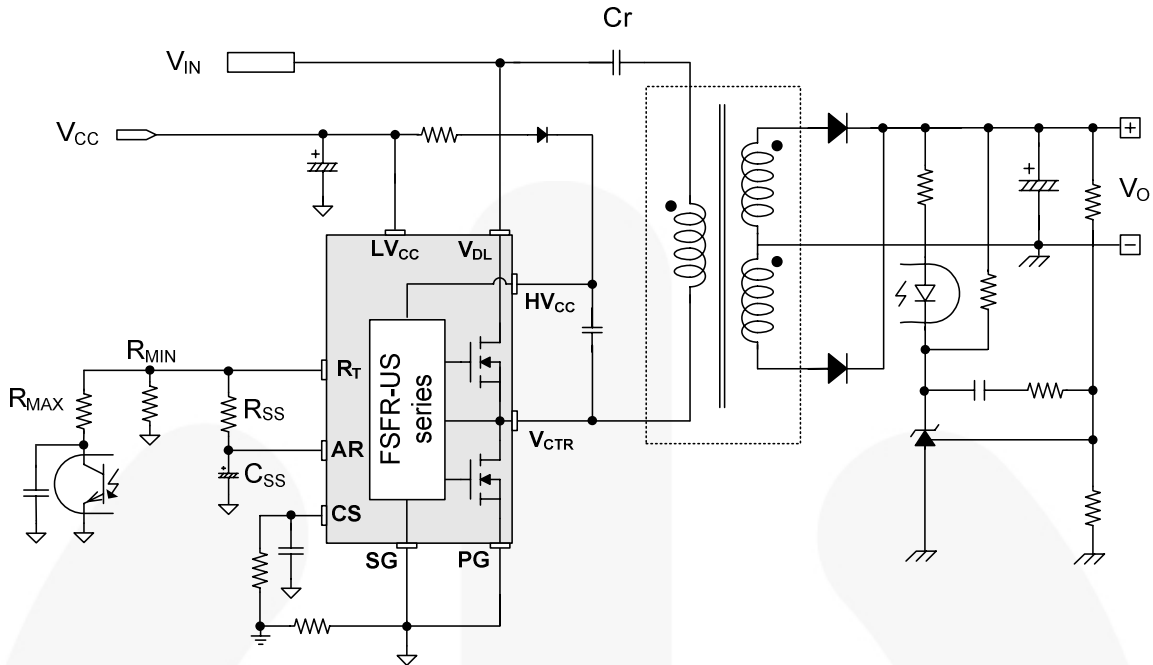 Cr
V_IN
V_CC
LV_CC
V_DL
HV_CC
+
V_O
−
R_MIN
R_T
R_MAX
R_SS
FSFR-US
series
V_CTR
AR
C_SS
CS
SG
PG